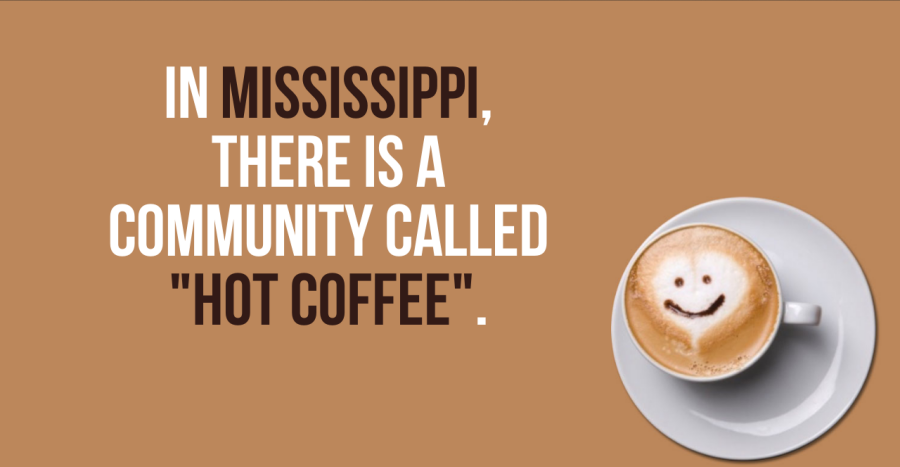 IN MISSISSIPPI,
THERE IS A
COMMUNITY CALLED
"HOT COFFEE" .